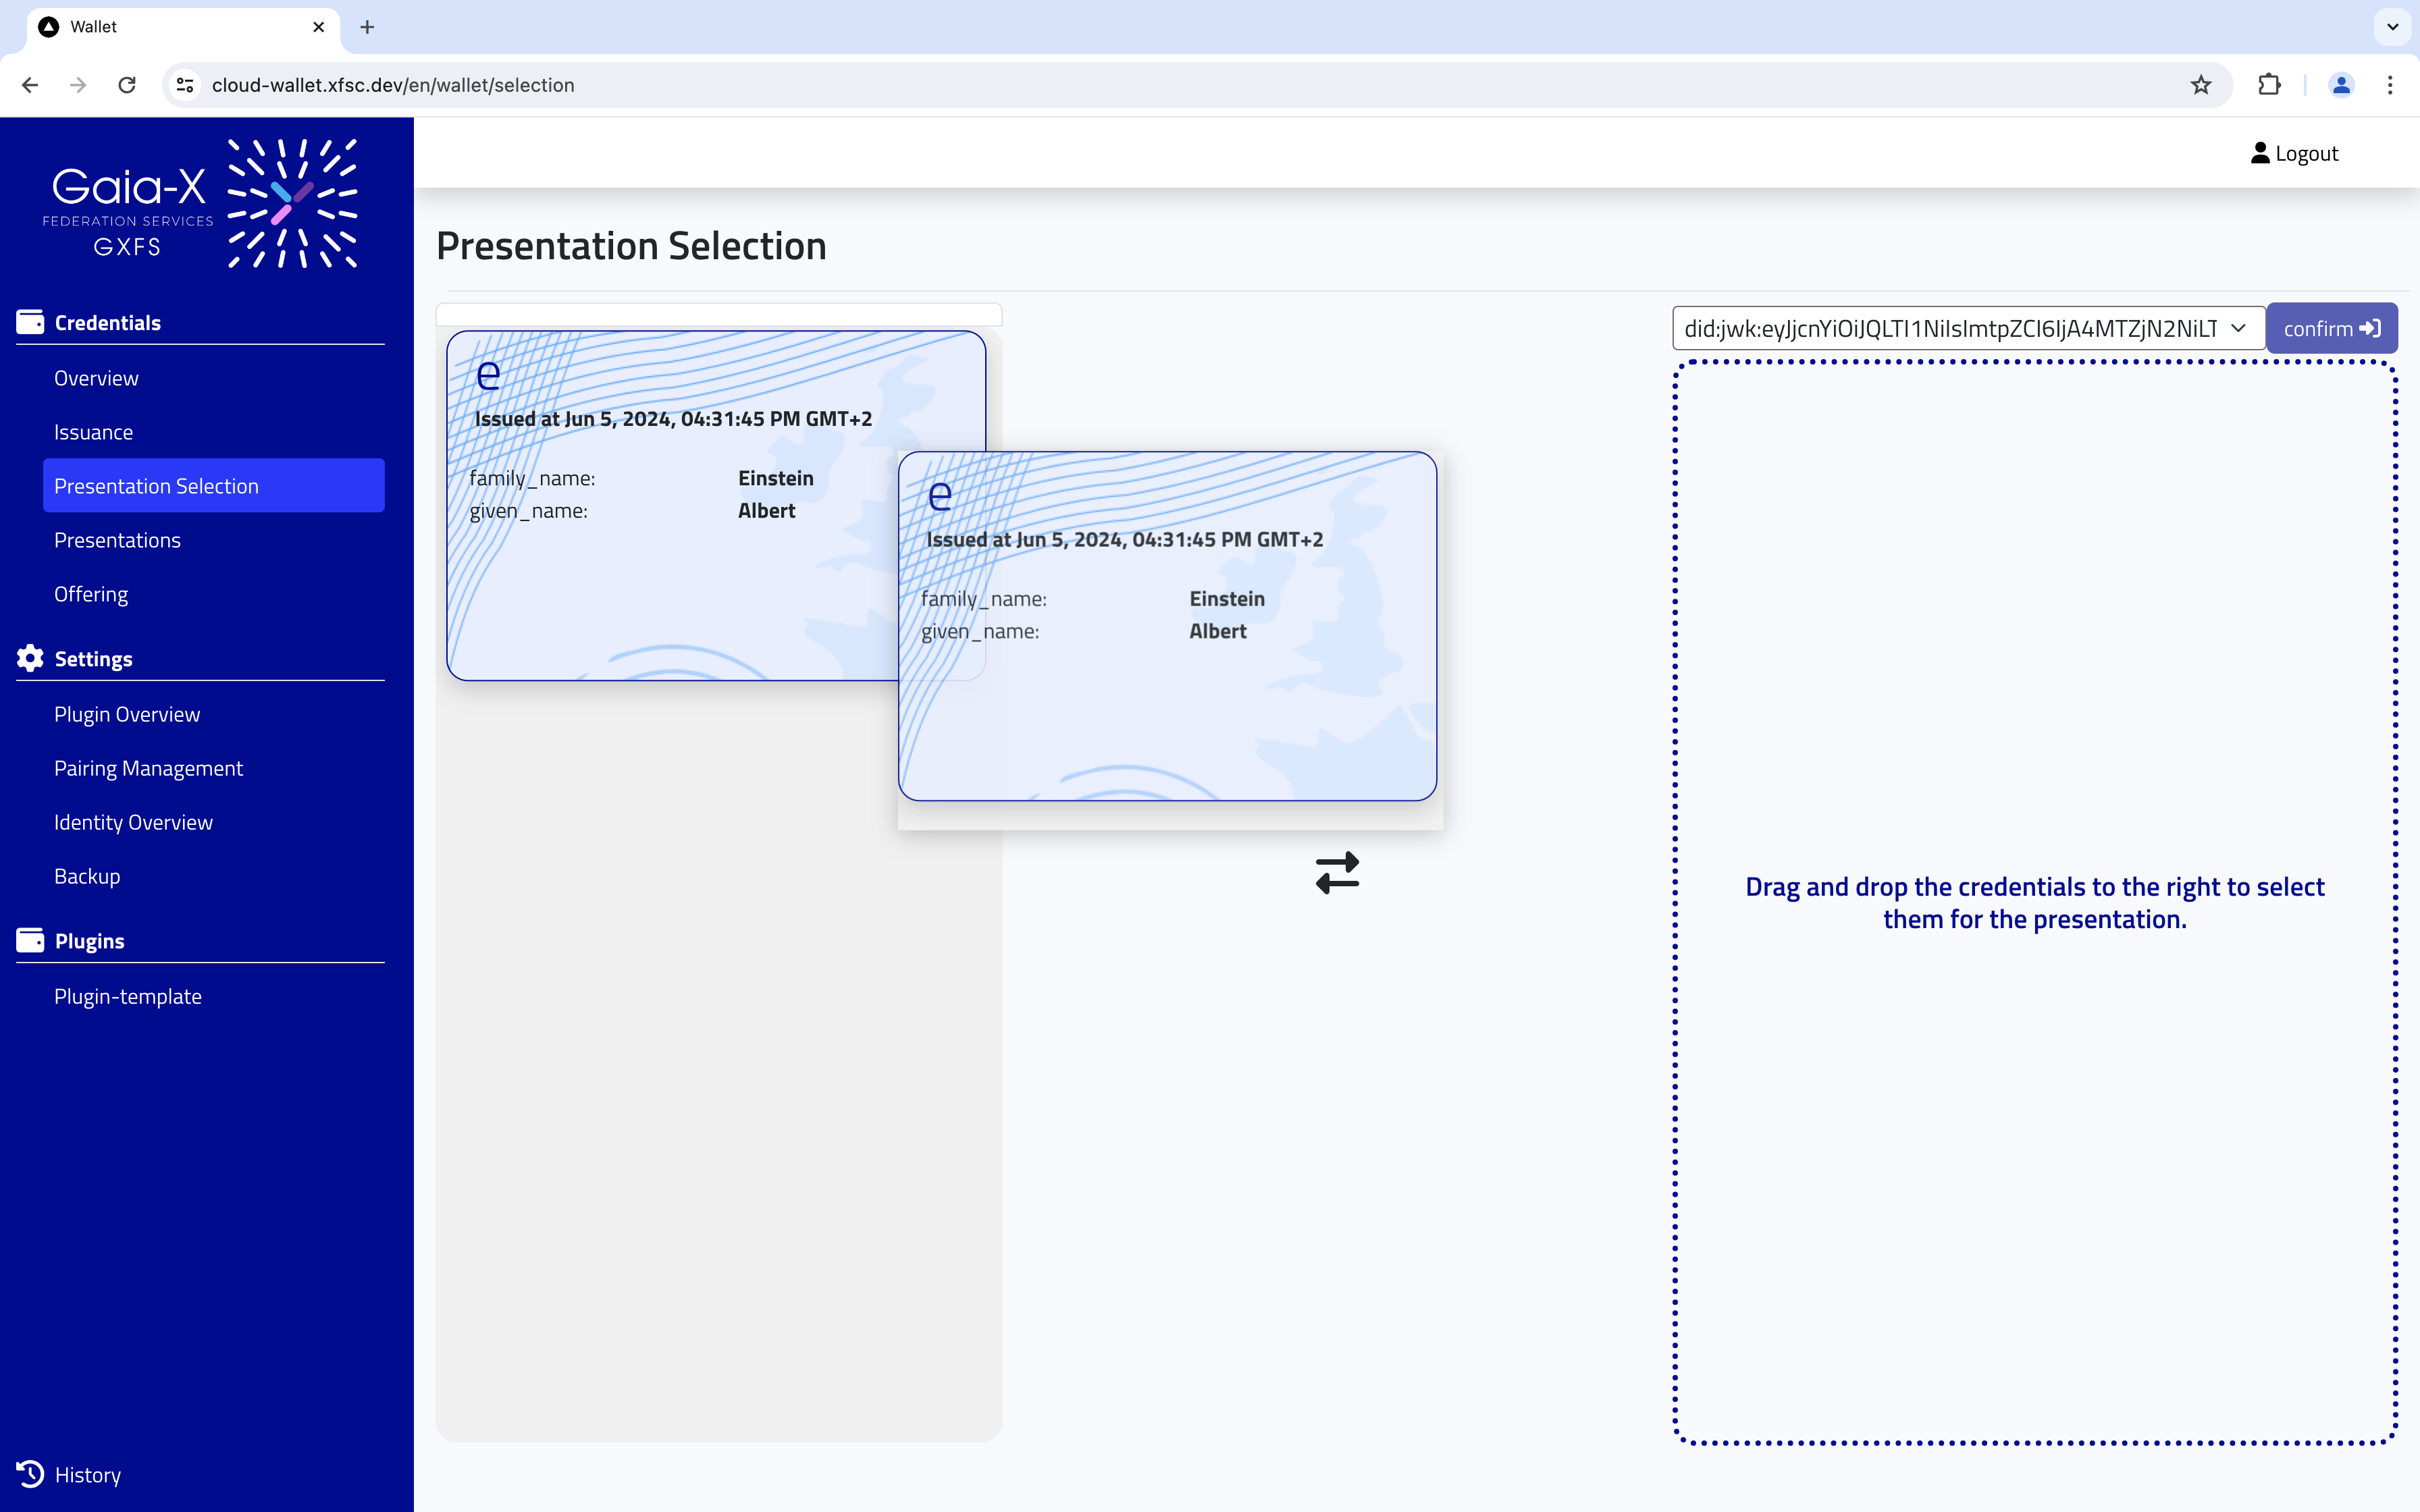 Wallet
cloud-wallet.xfsc.dev/en/wallet/selection
Gaia-X
FEDERATION SERVICES
GXFS
Logout
Credentials
Overview
Issuance
Presentation Selection
Presentations
Offering
Settings
Plugin Overview
Pairing Management
Identity Overview
Backup
Plugins
Plugin-template
History
Presentation Selection
e
Issued at Jun 5, 2024, 04:31:45 PM GMT+2
family_name: Einstein
given_name: Albert
e
Issued at Jun 5, 2024, 04:31:45 PM GMT+2
family_name: Einstein
given_name: Albert
did:jwk:eyJjcnYiOiJQLTI1NiIsImtpZCI6IjA4MTZjN2NiLT
confirm
Drag and drop the credentials to the right to select
them for the presentation.